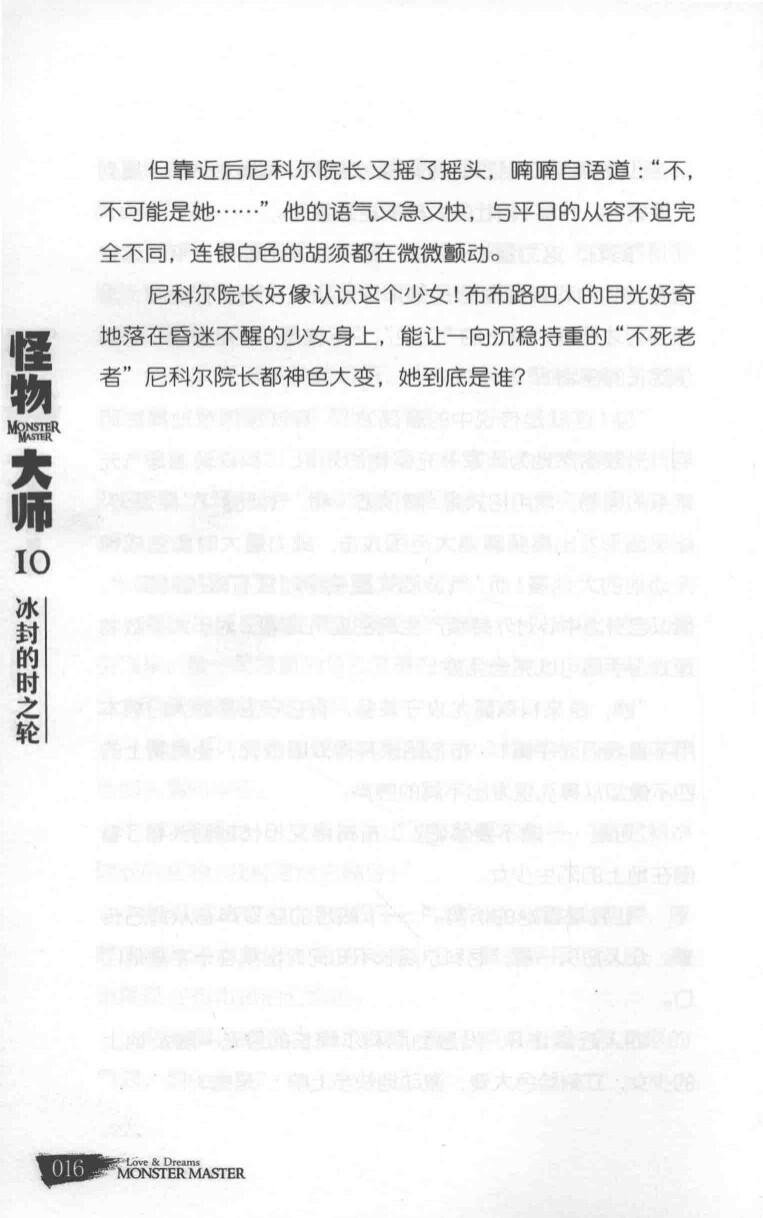 但靠近后尼科尔院长又摇了摇头，喃喃自语道：“不，
不可能是她……”他的语气又急又快，与平日的从容不迫完
全不同，连银白色的胡须都在微微颤动。
尼科尔院长好像认识这个少女！布布路四人的目光好奇
地落在昏迷不醒的少女身上，能让一向沉稳持重的“不死老
者”尼科尔院长都神色大变，她到底是谁？
怪物
MONSTER
MASTER
大师
10
冰封的时之轮
016
Love & Dreams
MONSTER MASTER